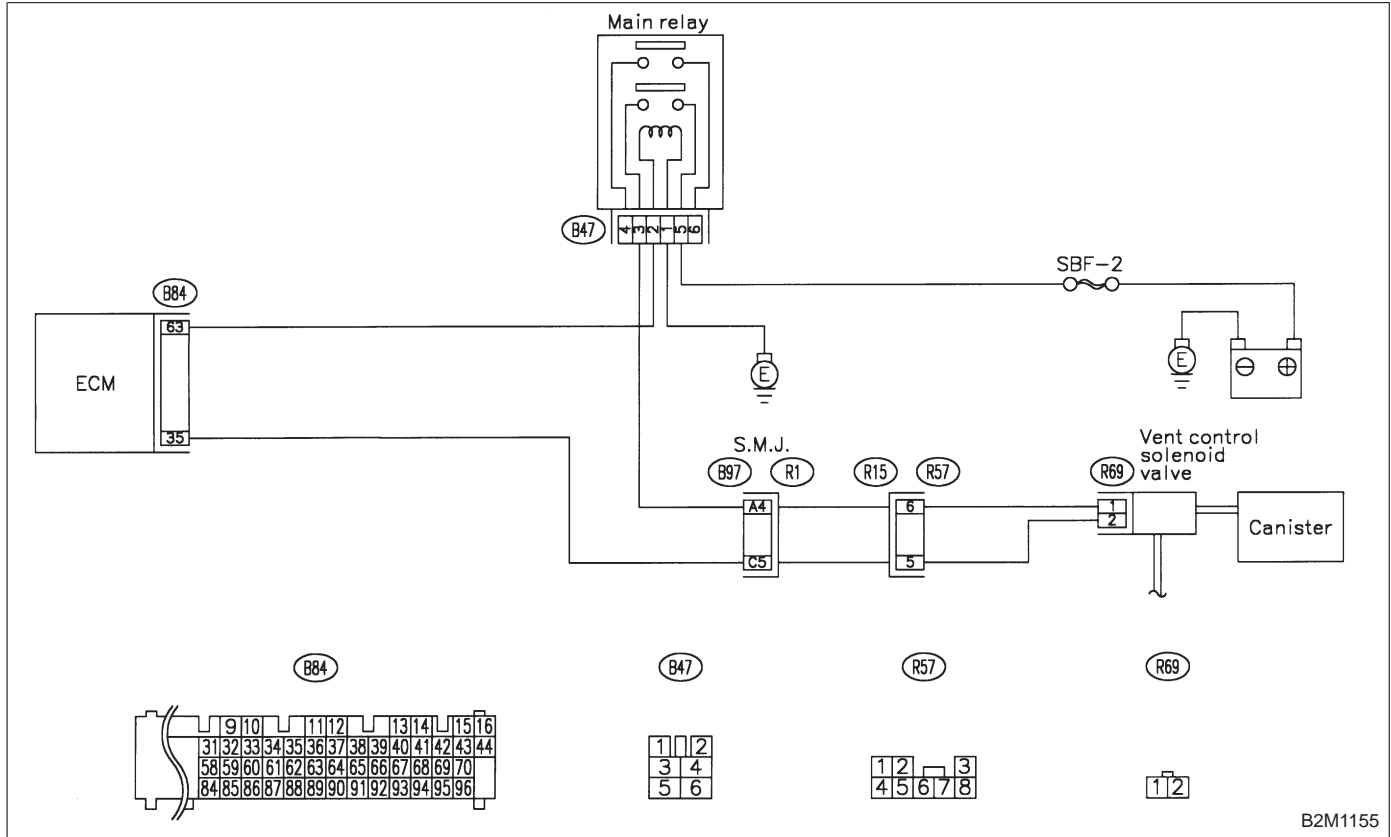 Main relay
B47
4 3 2 1 5 6
SBF-2
B84
63
ECM
35
E
E
⊖ ⊕
S.M.J.
B97 R1 R15 R57 R69
Vent control
solenoid
valve
A4
C5
6
5
1
2
Canister
B84 B47 R57 R69
9 10 11 12 13 14 15 16
31 32 33 34 35 36 37 38 39 40 41 42 43 44
58 59 60 61 62 63 64 65 66 67 68 69 70
84 85 86 87 88 89 90 91 92 93 94 95 96
1 2
3 4
5 6
1 2 3
4 5 6 7 8
1 2
B2M1155